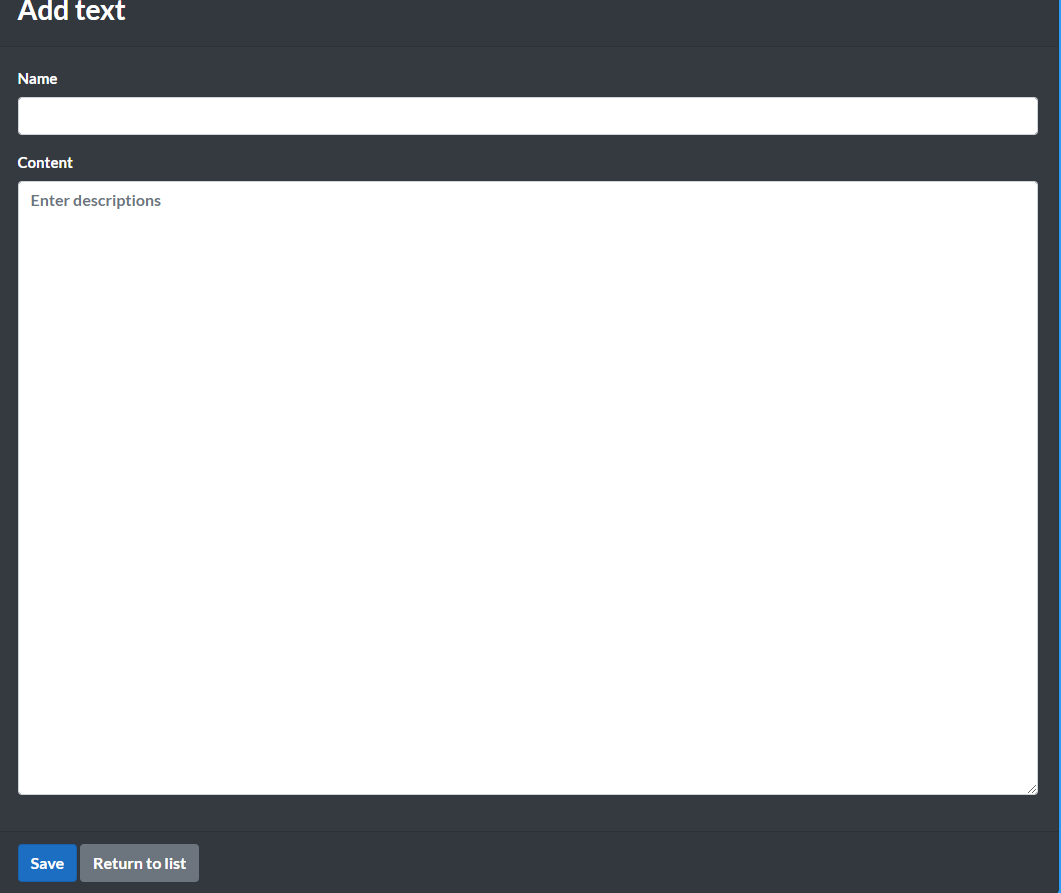 Add text
Name
Content
Enter descriptions
Save
Return to list